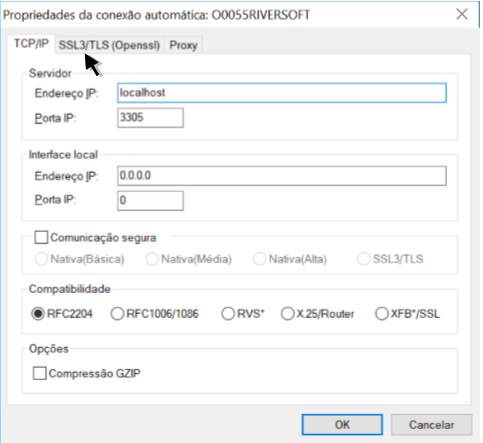 Propriedades da conexão automática: O0055RIVERSOFT
TCP/IP SSL3/TLS (Openssl) Proxy
Servidor
Endereço IP: localhost
Porta IP: 3305
Interface local
Endereço IP: 0.0.0.0
Porta IP: 0
Comunicação segura
Nativa(Básica) Nativa(Média) Nativa(Alta) SSL3/TLS
Compatibilidade
RFC2204 RFC1006/1086 RVS* X.25/Router XFB*/SSL
Opções
Compressão GZIP
OK Cancelar